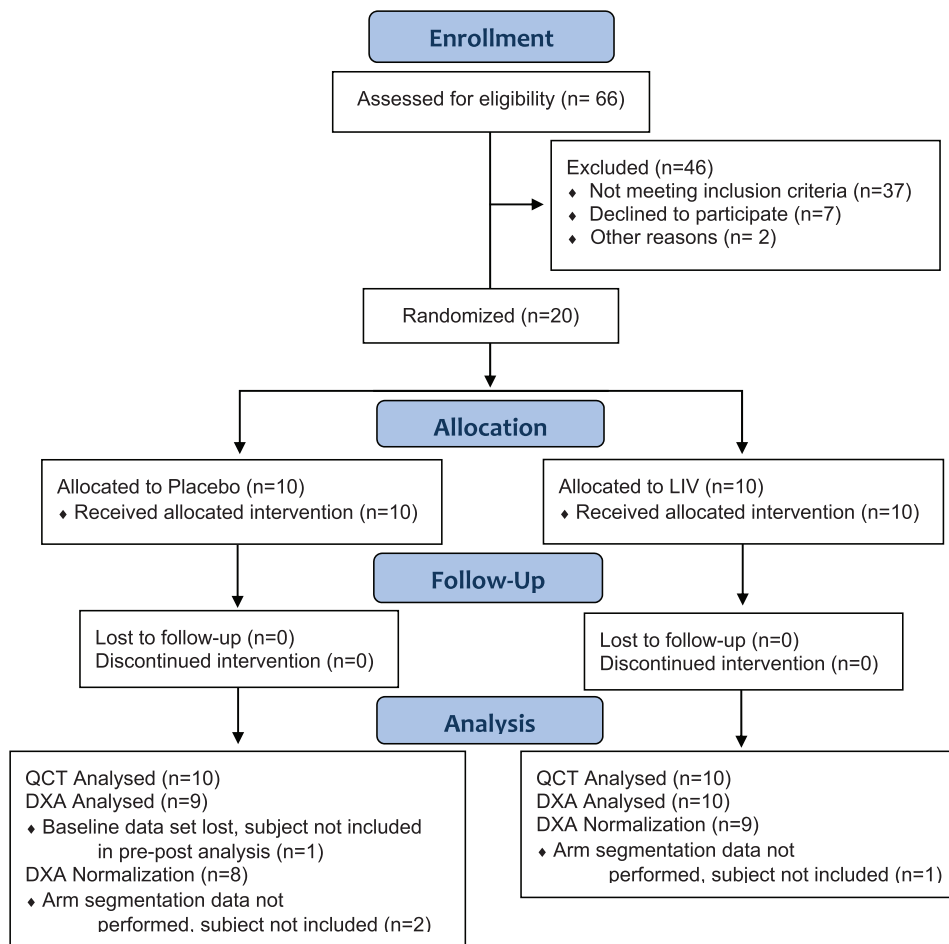 Enrollment
Assessed for eligibility (n= 66)
Excluded (n=46)
♦ Not meeting inclusion criteria (n=37)
♦ Declined to participate (n=7)
♦ Other reasons (n= 2)
Randomized (n=20)
Allocation
Allocated to Placebo (n=10)
♦ Received allocated intervention (n=10)
Allocated to LIV (n=10)
♦ Received allocated intervention (n=10)
Follow-Up
Lost to follow-up (n=0)
Discontinued intervention (n=0)
Lost to follow-up (n=0)
Discontinued intervention (n=0)
Analysis
QCT Analysed (n=10)
DXA Analysed (n=9)
♦ Baseline data set lost, subject not included
in pre-post analysis (n=1)
DXA Normalization (n=8)
♦ Arm segmentation data not
performed, subject not included (n=2)
QCT Analysed (n=10)
DXA Analysed (n=10)
DXA Normalization (n=9)
♦ Arm segmentation data not
performed, subject not included (n=1)